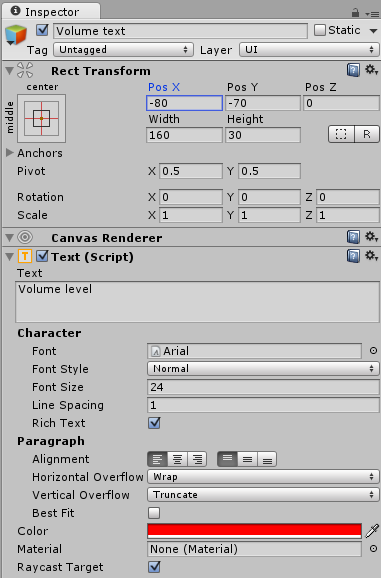 Inspector
Volume text
Static
Tag Untagged Layer UI
Rect Transform
center
middle
Pos X Pos Y Pos Z
-80 -70 0
Width Height
160 30
R
Anchors
Pivot X 0.5 Y 0.5
Rotation X 0 Y 0 Z 0
Scale X 1 Y 1 Z 1
Canvas Renderer
T Text (Script)
Text
Volume level
Character
Font Arial
Font Style Normal
Font Size 24
Line Spacing 1
Rich Text
Paragraph
Alignment
Horizontal Overflow Wrap
Vertical Overflow Truncate
Best Fit
Color
Material None (Material)
Raycast Target